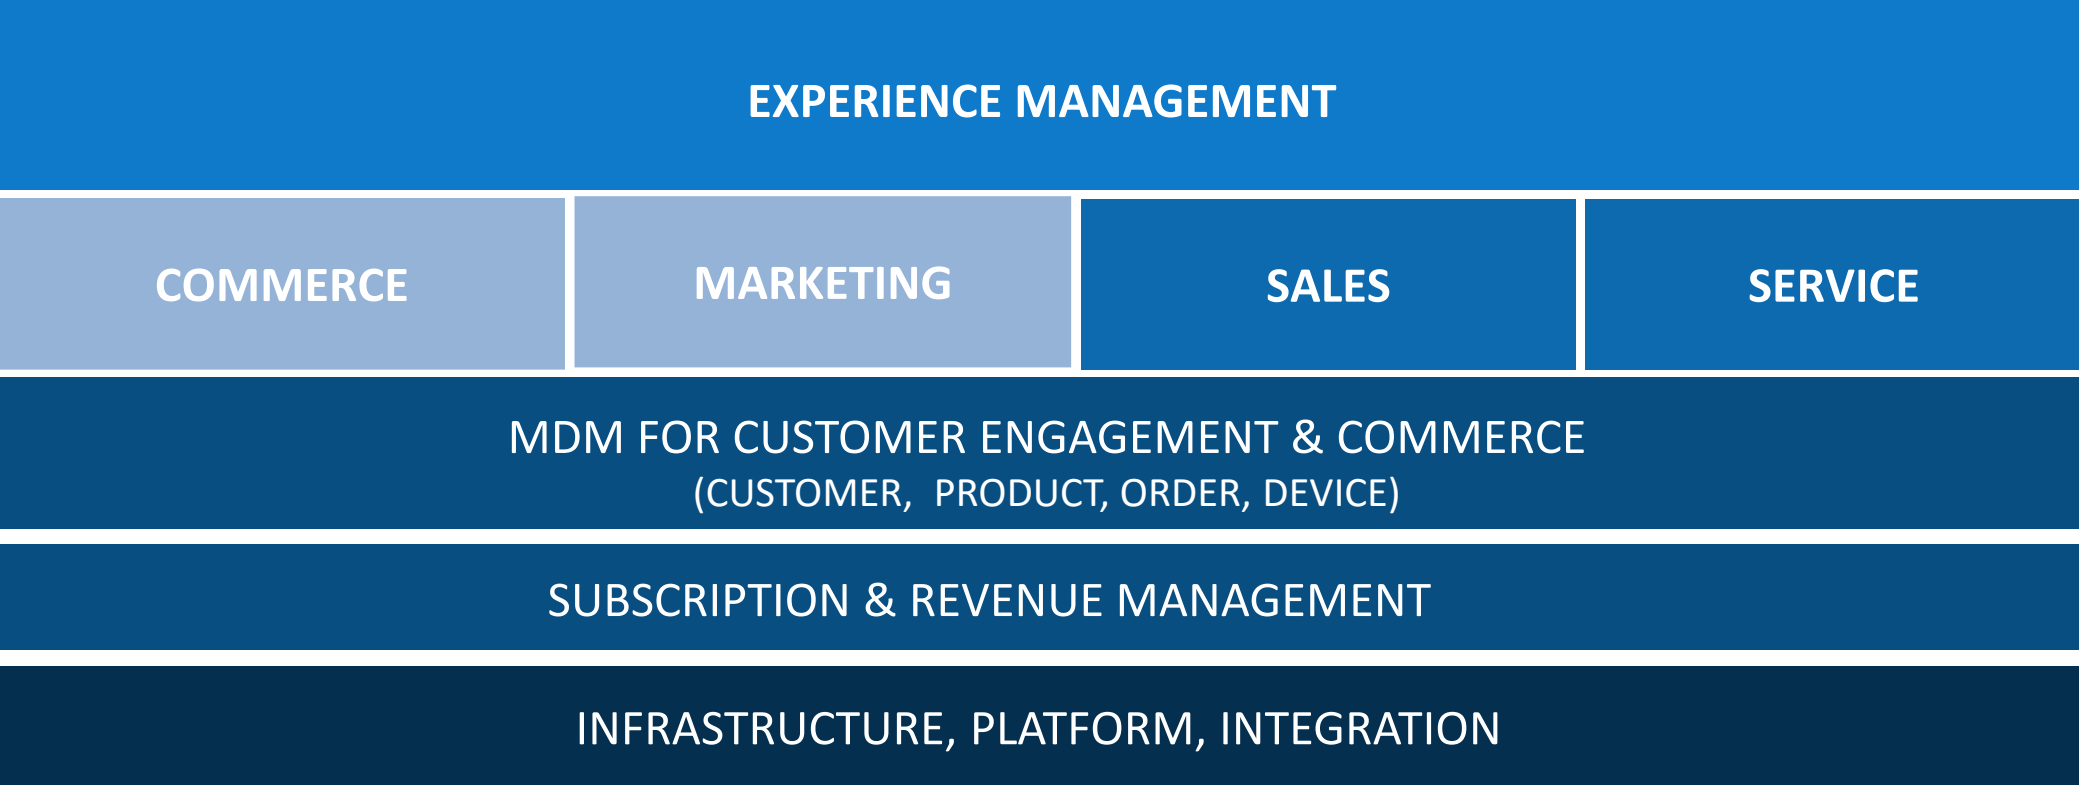 EXPERIENCE MANAGEMENT
COMMERCE
MARKETING
SALES
SERVICE
MDM FOR CUSTOMER ENGAGEMENT & COMMERCE
(CUSTOMER, PRODUCT, ORDER, DEVICE)
SUBSCRIPTION & REVENUE MANAGEMENT
INFRASTRUCTURE, PLATFORM, INTEGRATION